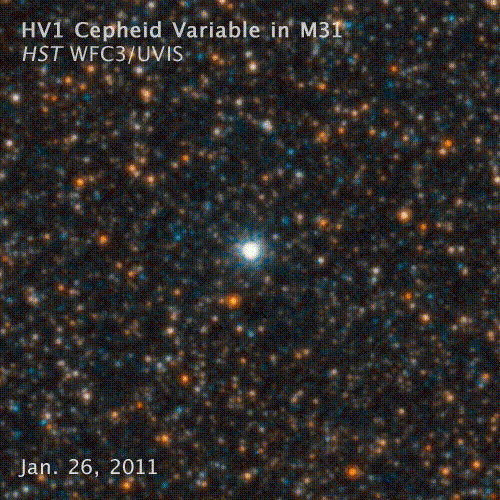 HV1 Cepheid Variable in M31
HST WFC3/UVIS
Jan. 26, 2011